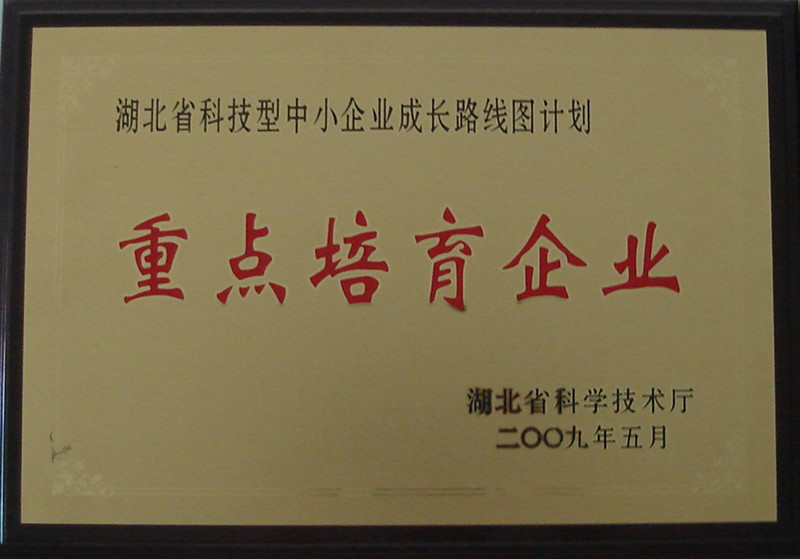 湖北省科技型中小企业成长路线图计划
重点培育企业
湖北省科学技术厅
二〇〇九年五月